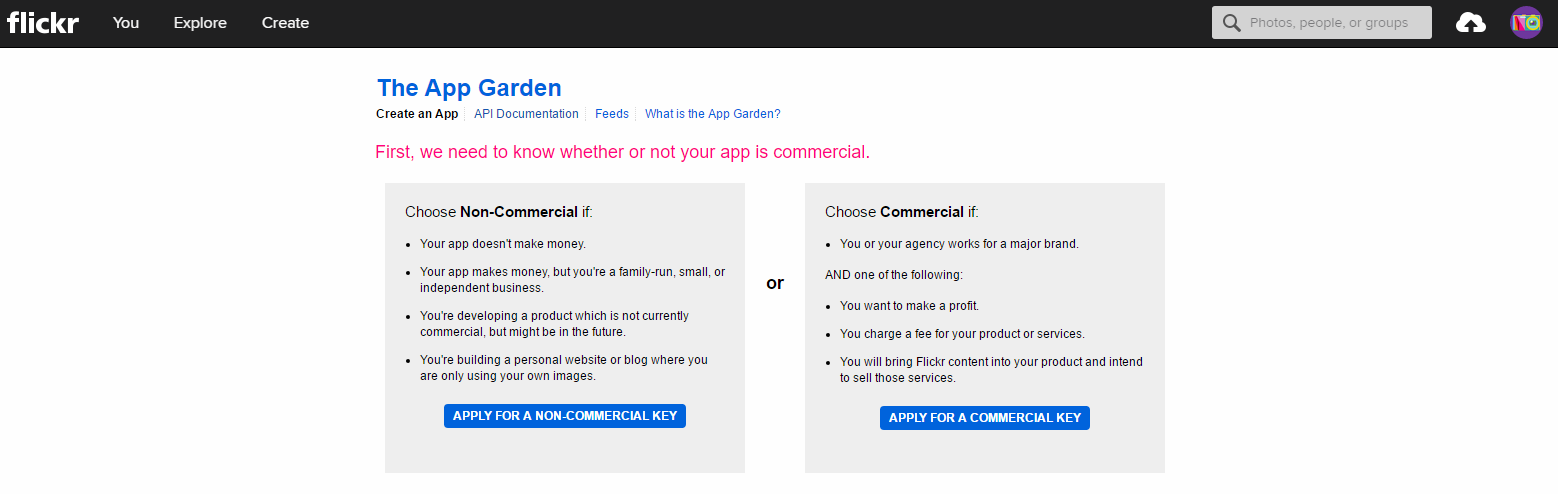 flickr You Explore Create Photos, people, or groups
The App Garden
Create an App API Documentation Feeds What is the App Garden?
First, we need to know whether or not your app is commercial.
Choose Non-Commercial if:
Your app doesn't make money.
Your app makes money, but you're a family-run, small, or
independent business.
You're developing a product which is not currently
commercial, but might be in the future.
You're building a personal website or blog where you
are only using your own images.
APPLY FOR A NON-COMMERCIAL KEY
or
Choose Commercial if:
You or your agency works for a major brand.
AND one of the following:
You want to make a profit.
You charge a fee for your product or services.
You will bring Flickr content into your product and intend
to sell those services.
APPLY FOR A COMMERCIAL KEY